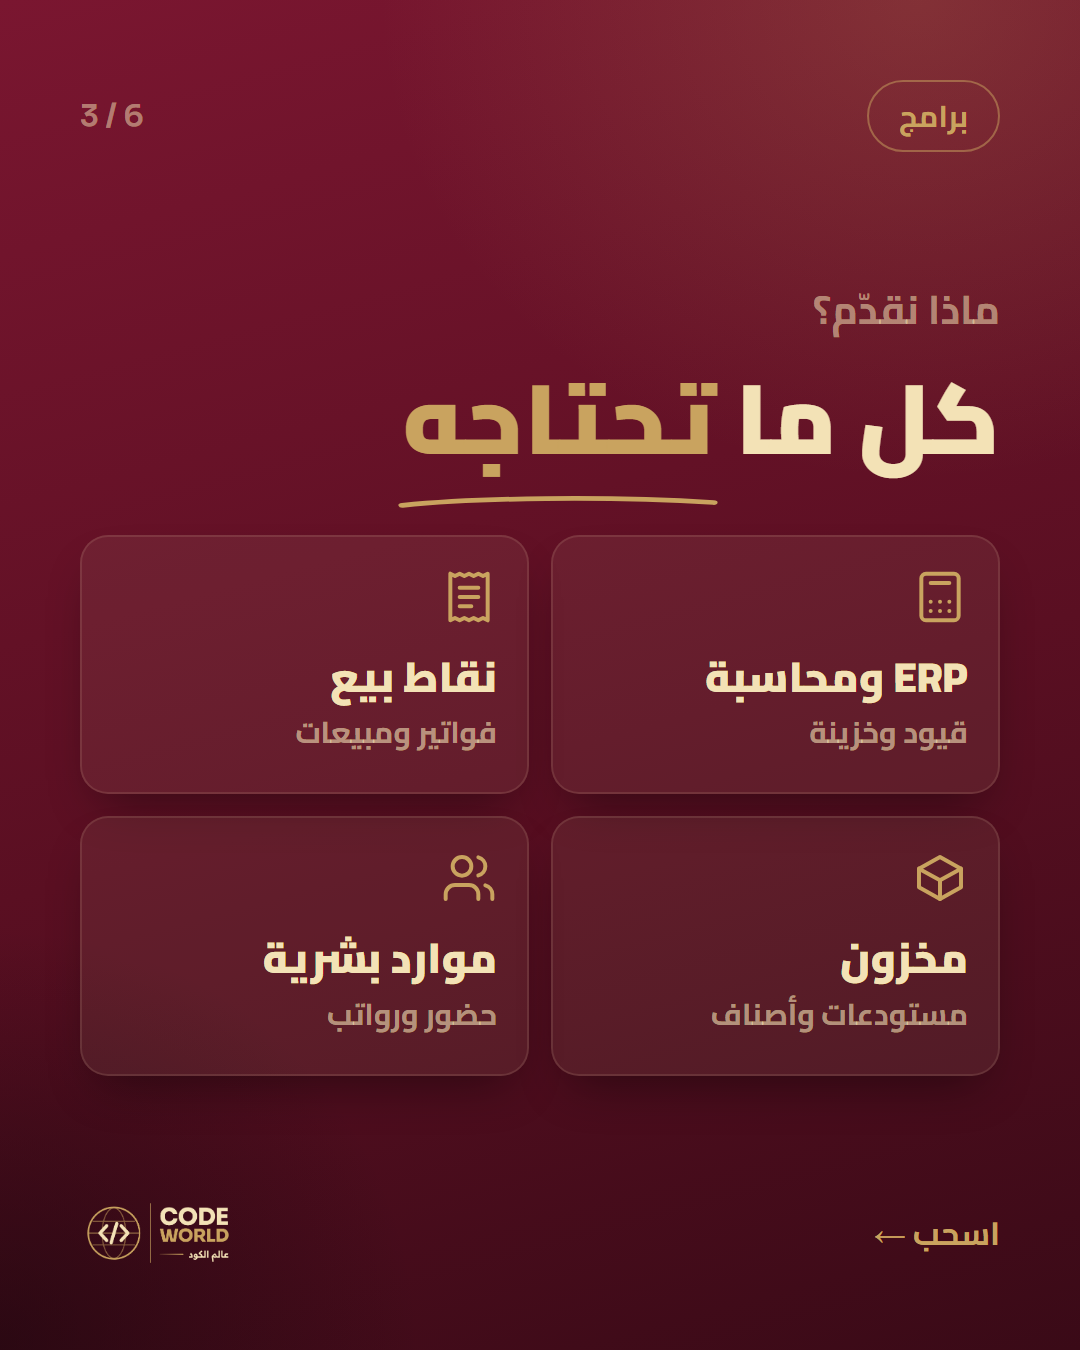 برامج
3 / 6
ماذا نقدّم؟
كل ما تحتاجه
ERP ومحاسبة
قيود وخزينة
نقاط بيع
فواتير ومبيعات
مخزون
مستودعات وأصناف
موارد بشرية
حضور ورواتب
اسحب ←
</>
CODE
WORLD
عالم الكود